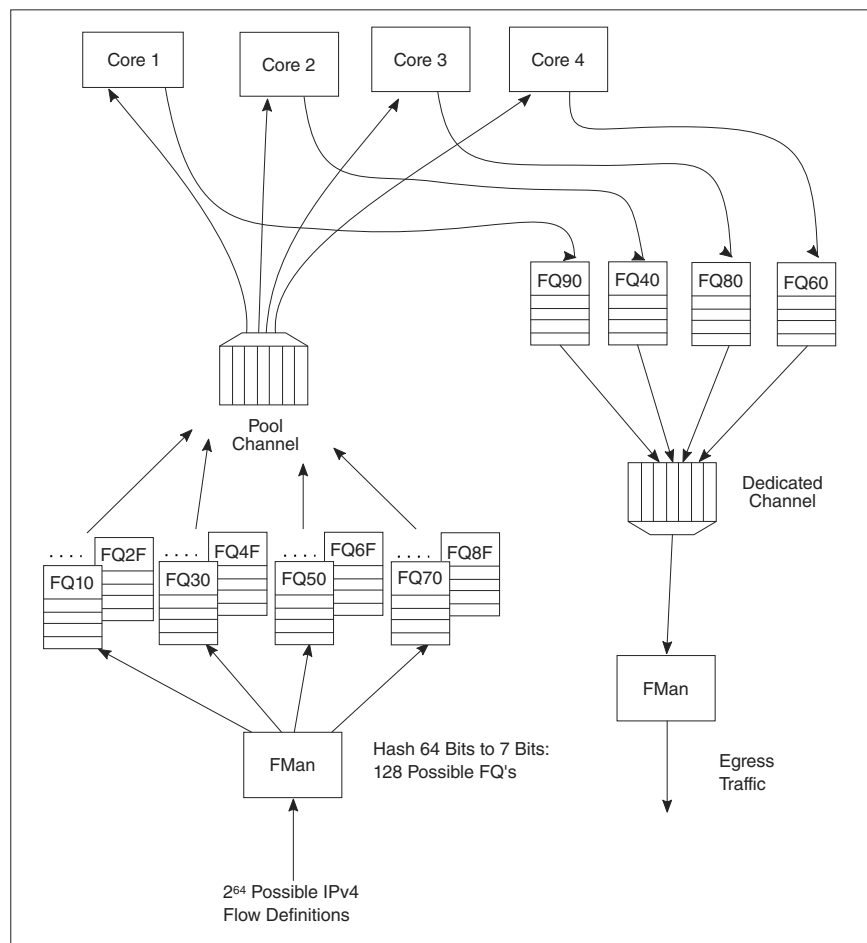 Core 1
Core 2
Core 3
Core 4
FQ90
FQ40
FQ80
FQ60
Pool
Channel
Dedicated
Channel
. . . .
FQ2F
. . . .
FQ4F
. . . .
FQ6F
. . . .
FQ8F
FQ10
FQ30
FQ50
FQ70
FMan
Hash 64 Bits to 7 Bits:
128 Possible FQ's
FMan
Egress
Traffic
2⁶⁴ Possible IPv4
Flow Definitions